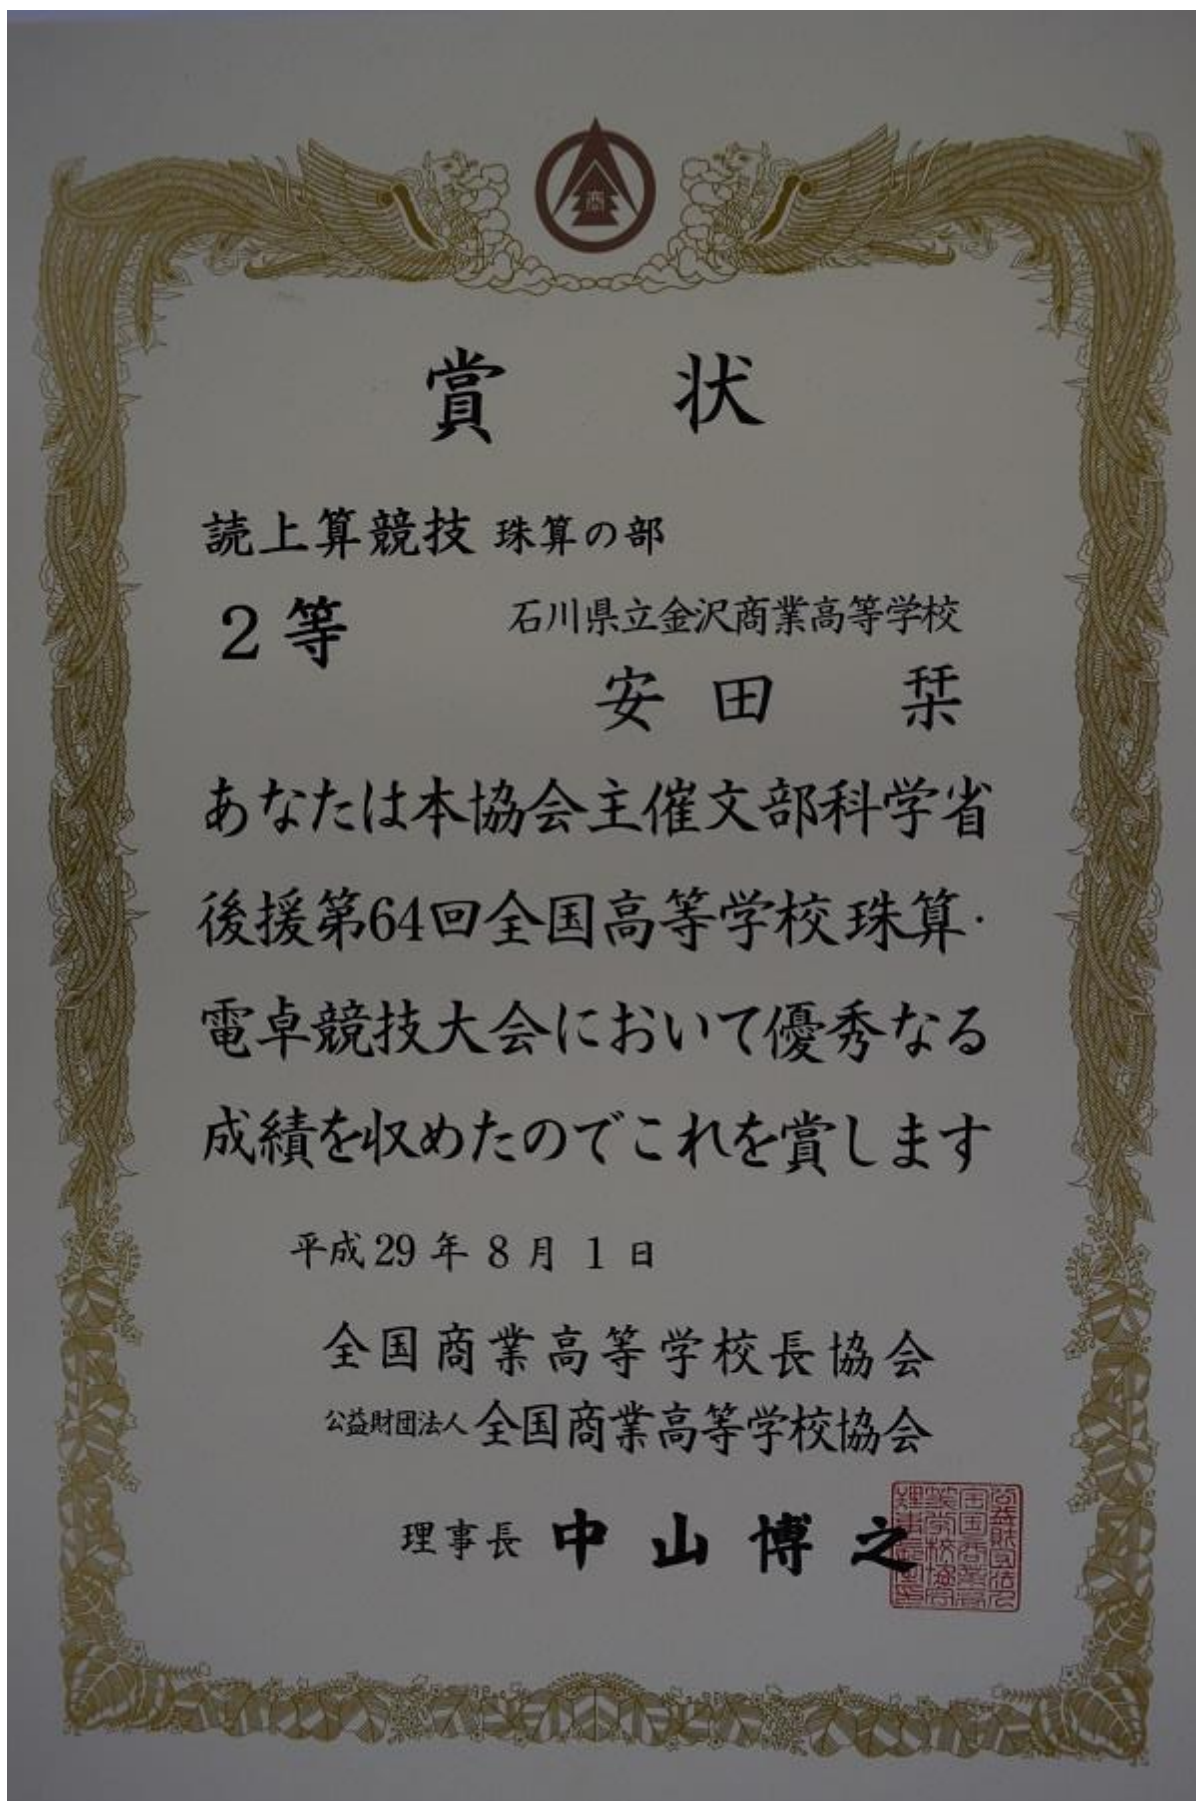 商
賞状
読上算競技 珠算の部
2等
石川県立金沢商業高等学校
安田 栞
あなたは本協会主催文部科学省
後援第64回全国高等学校珠算・
電卓競技大会において優秀なる
成績を収めたのでこれを賞します
平成29年8月1日
全国商業高等学校長協会
公益財団法人全国商業高等学校協会
理事長 中山博之